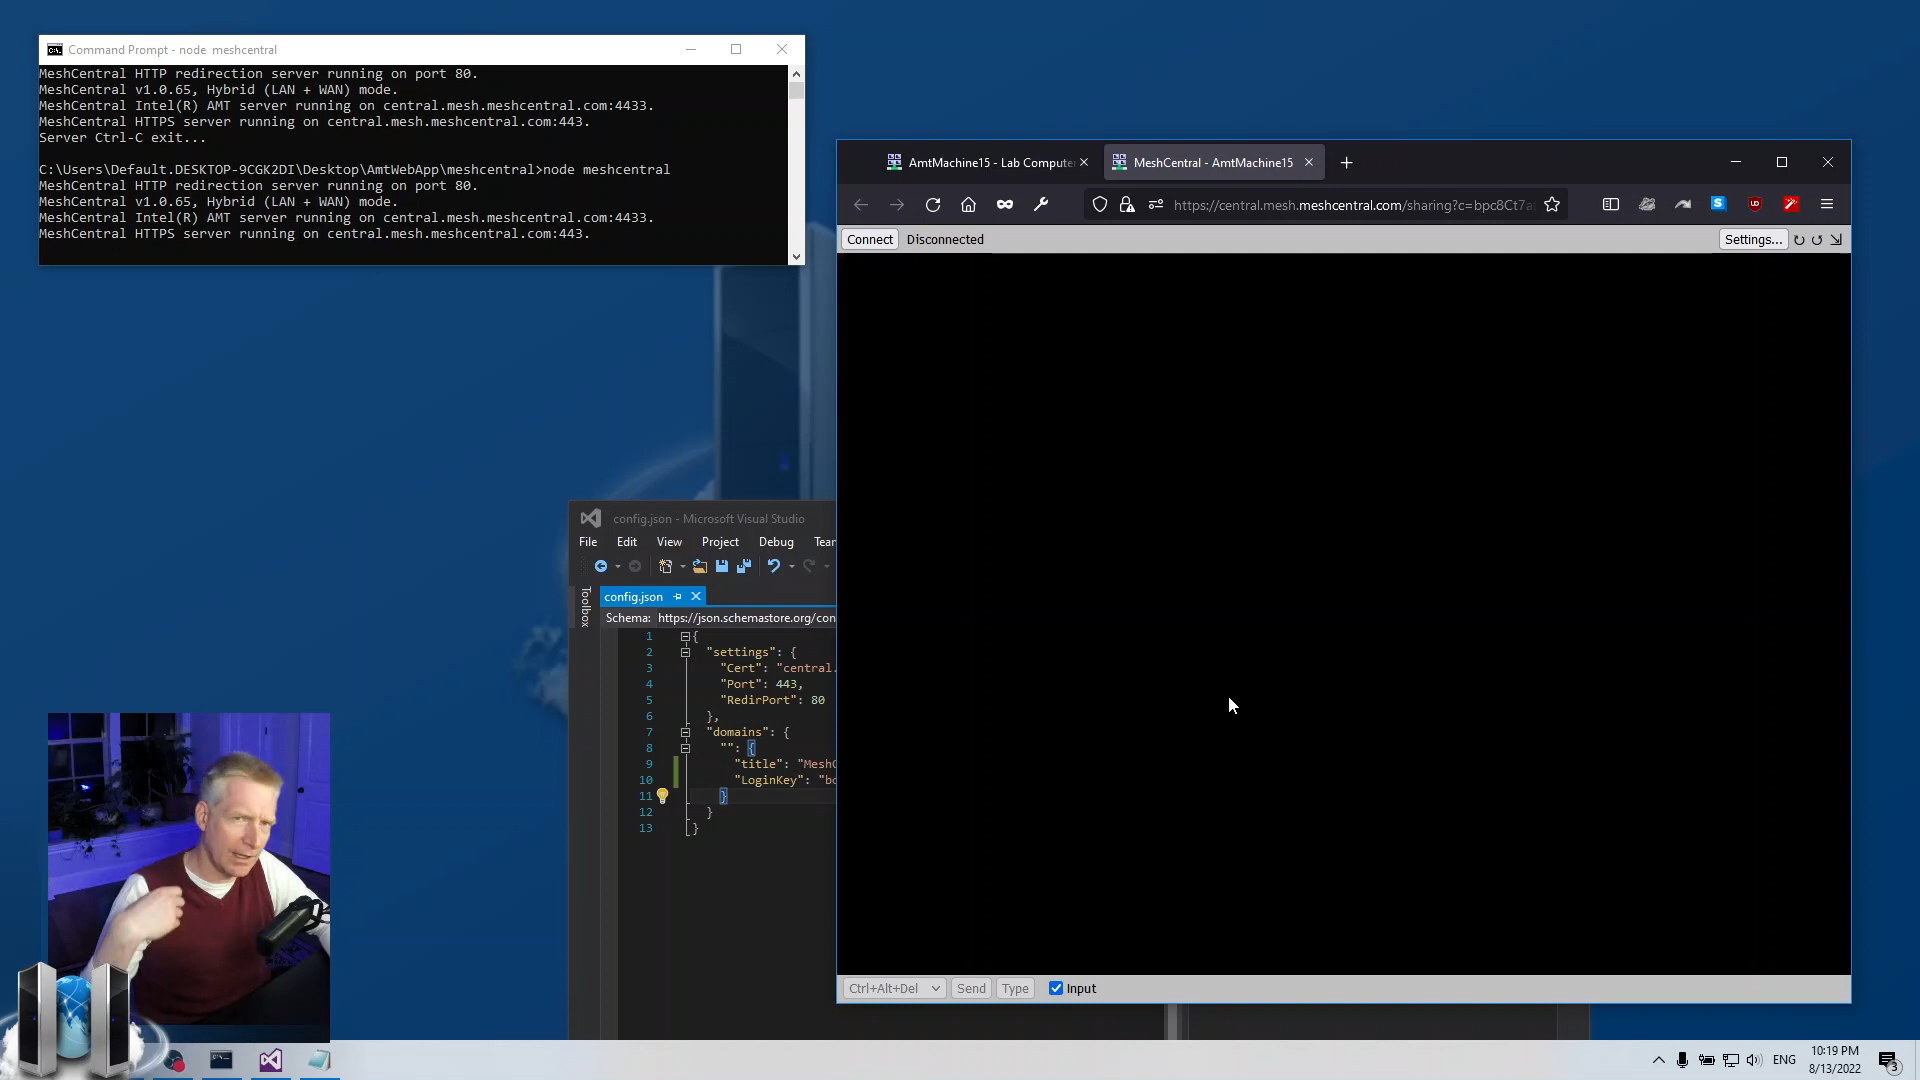 Command Prompt - node  meshcentral
MeshCentral HTTP redirection server running on port 80.
MeshCentral v1.0.65, Hybrid (LAN + WAN) mode.
MeshCentral Intel(R) AMT server running on central.mesh.meshcentral.com:4433.
MeshCentral HTTPS server running on central.mesh.meshcentral.com:443.
Server Ctrl-C exit...
C:\Users\Default.DESKTOP-9CGK2DI\Desktop\AmtWebApp\meshcentral>node meshcentral
MeshCentral HTTP redirection server running on port 80.
MeshCentral v1.0.65, Hybrid (LAN + WAN) mode.
MeshCentral Intel(R) AMT server running on central.mesh.meshcentral.com:4433.
MeshCentral HTTPS server running on central.mesh.meshcentral.com:443.
AmtMachine15 - Lab Compute
MeshCentral - AmtMachine15
https://central.mesh.meshcentral.com/sharing?c=bpc8Ct7a
Connect Disconnected
Settings...
config.json - Microsoft Visual Studio
File Edit View Project Debug Tear
Toolbox
config.json
Schema: https://json.schemastore.org/con
1 {
2 "settings": {
3 "Cert": "central.
4 "Port": 443,
5 "RedirPort": 80
6 },
7 "domains": {
8 "": {
9 "title": "MeshC
10 "LoginKey": "bc
11 }
12 }
13 }
Ctrl+Alt+Del Send Type Input
ENG
10:19 PM
8/13/2022
3